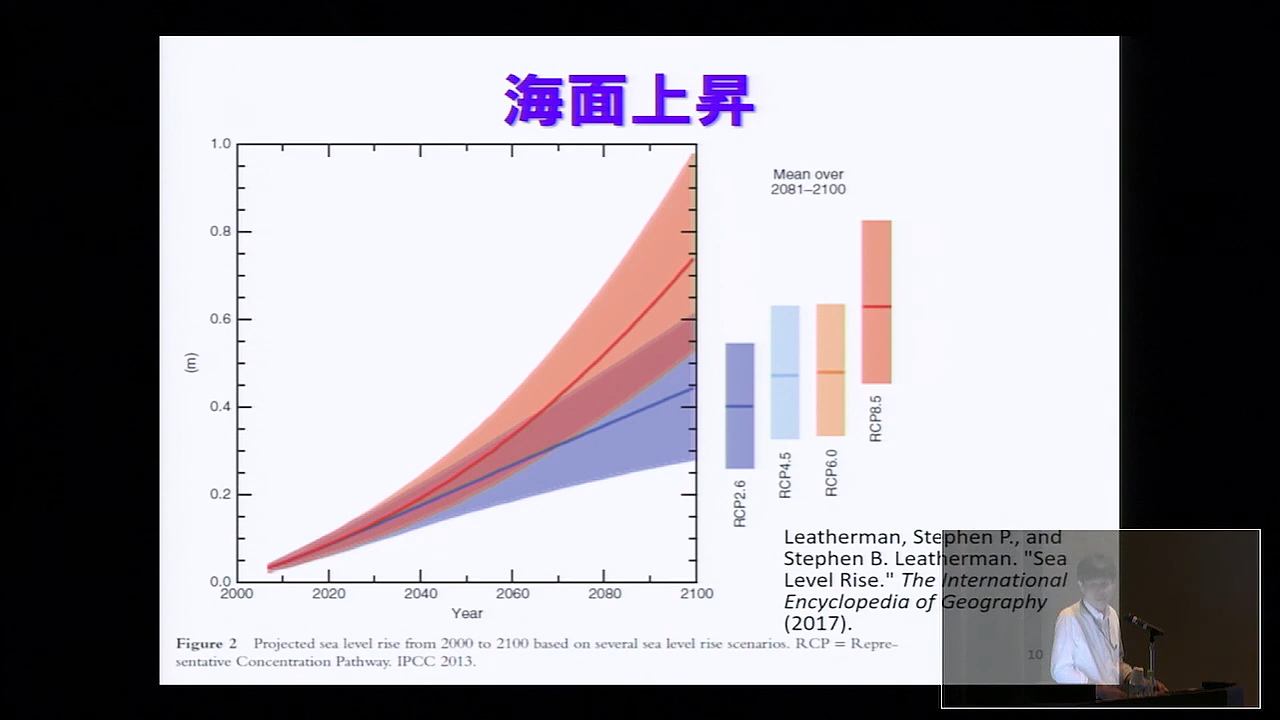 海面上昇
1.0
0.8
0.6
0.4
0.2
0.0
(m)
2000
2020
2040
2060
2080
2100
Year
Mean over
2081–2100
RCP2.6
RCP4.5
RCP6.0
RCP8.5
Leatherman, Stephen P., and
Stephen B. Leatherman. "Sea
Level Rise." The International
Encyclopedia of Geography
(2017).
Figure 2 Projected sea level rise from 2000 to 2100 based on several sea level rise scenarios. RCP = Repre-
sentative Concentration Pathway. IPCC 2013.
10